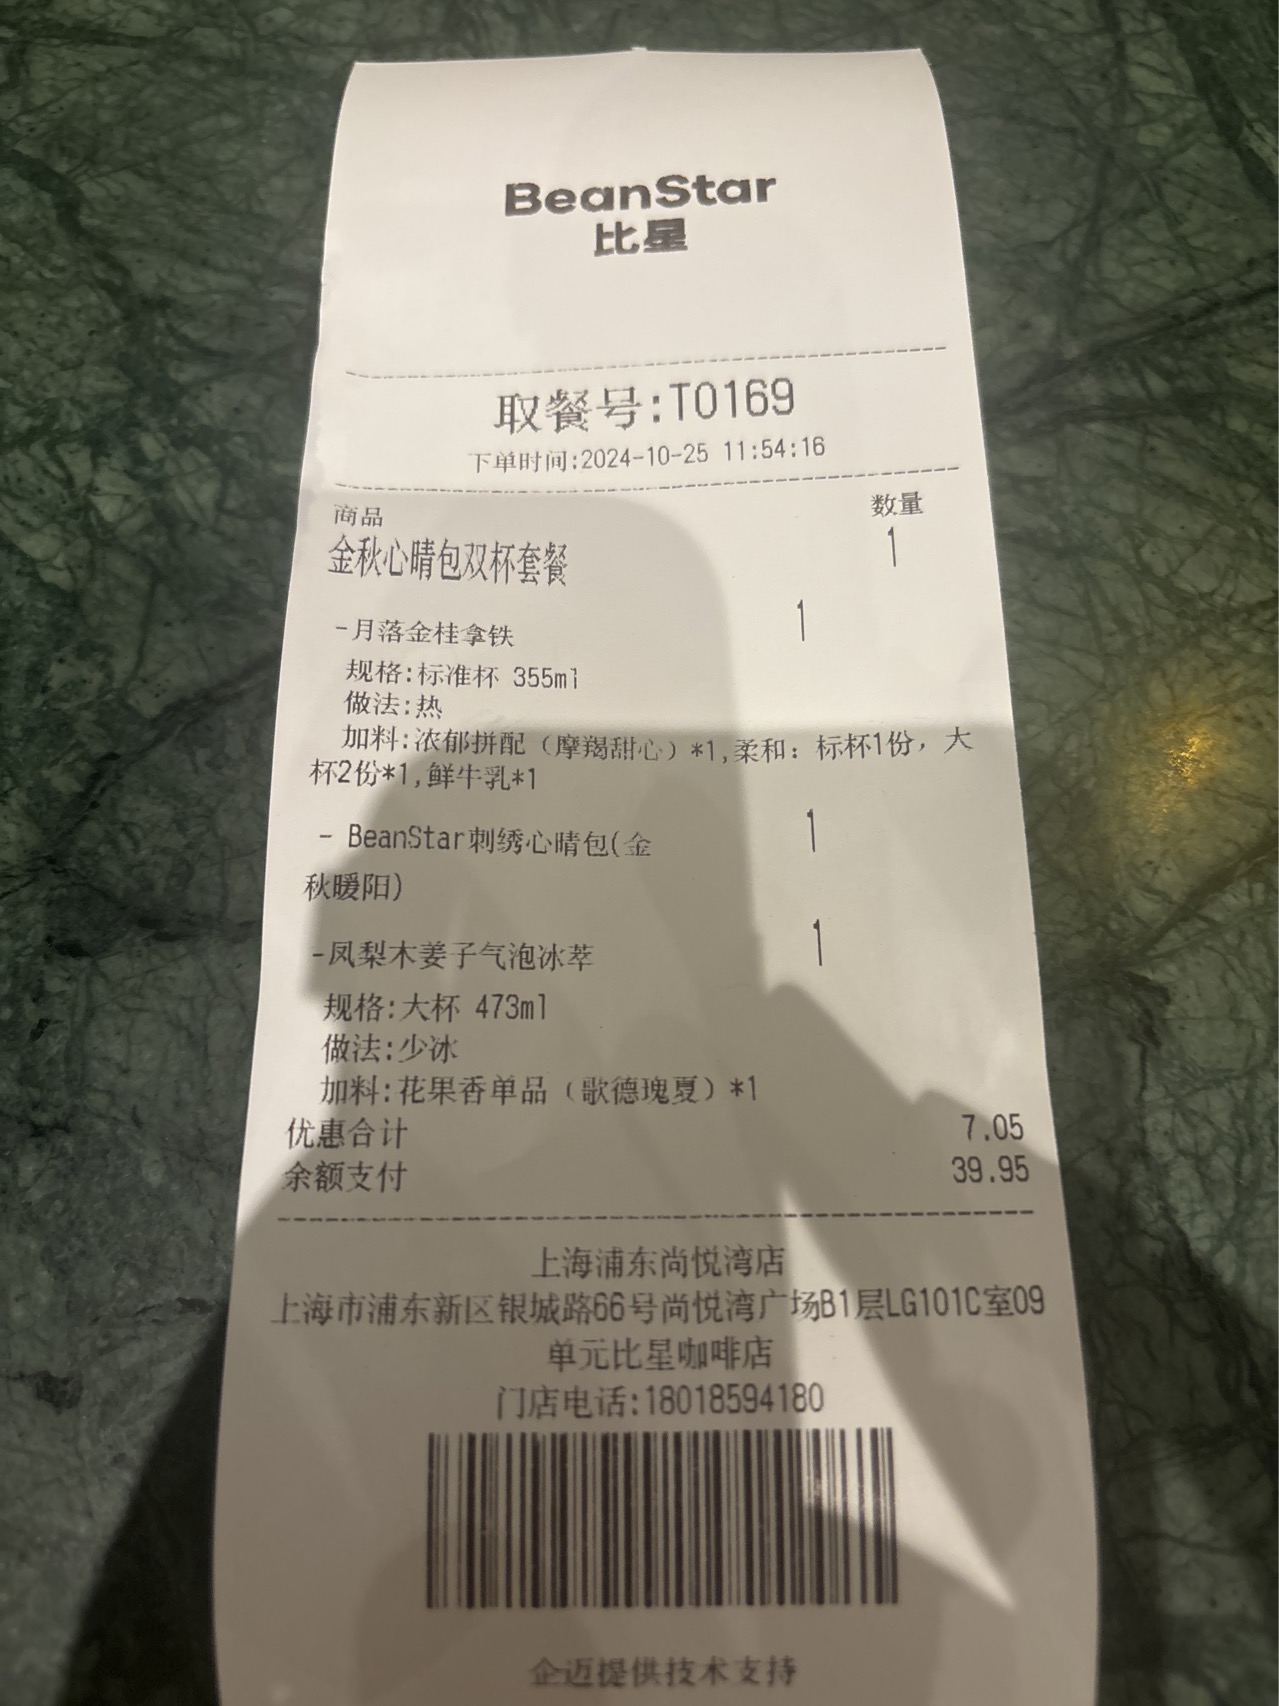 BeanStar
比星
取餐号:T0169
下单时间:2024-10-25 11:54:16
商品 数量
金秋心晴包双杯套餐 1
-月落金桂拿铁 1
规格:标准杯 355ml
做法:热
加料:浓郁拼配（摩羯甜心）*1,柔和：标杯1份，大
杯2份*1,鲜牛乳*1
- BeanStar刺绣心晴包(金 1
秋暖阳)
-凤梨木姜子气泡冰萃 1
规格:大杯 473ml
做法:少冰
加料:花果香单品（歌德瑰夏）*1
优惠合计 7.05
余额支付 39.95
上海浦东尚悦湾店
上海市浦东新区银城路66号尚悦湾广场B1层LG101C室09
单元比星咖啡店
门店电话:18018594180
企迈提供技术支持